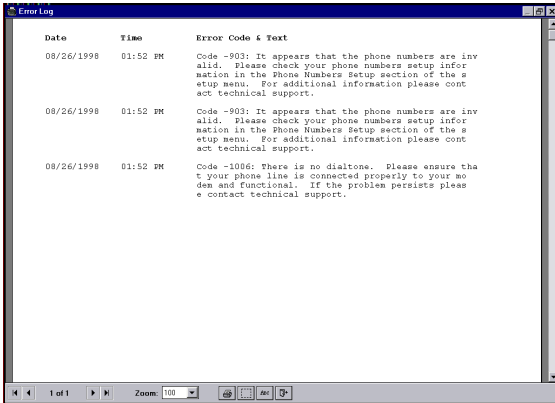 Error Log
Date Time Error Code & Text
08/26/1998 01:52 PM Code -903: It appears that the phone numbers are inv
alid. Please check your phone numbers setup infor
mation in the Phone Numbers Setup section of the s
etup menu. For additional information please cont
act technical support.
08/26/1998 01:52 PM Code -903: It appears that the phone numbers are inv
alid. Please check your phone numbers setup infor
mation in the Phone Numbers Setup section of the s
etup menu. For additional information please cont
act technical support.
08/26/1998 01:52 PM Code -1006: There is no dialtone. Please ensure tha
t your phone line is connected properly to your mo
dem and functional. If the problem persists pleas
e contact technical support.
1 of 1 Zoom: 100 ABC